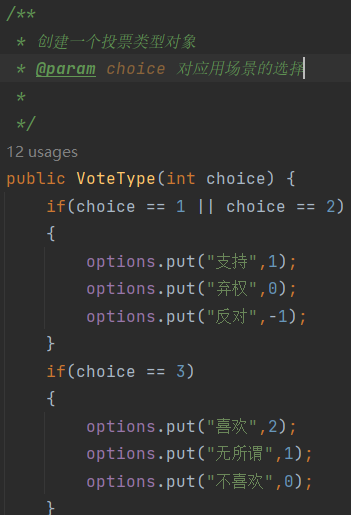 /**
* 创建一个投票类型对象
* @param choice 对应用场景的选择
*
*/
12 usages
public VoteType(int choice) {
if(choice == 1 || choice == 2)
{
options.put("支持",1);
options.put("弃权",0);
options.put("反对",-1);
}
if(choice == 3)
{
options.put("喜欢",2);
options.put("无所谓",1);
options.put("不喜欢",0);
}